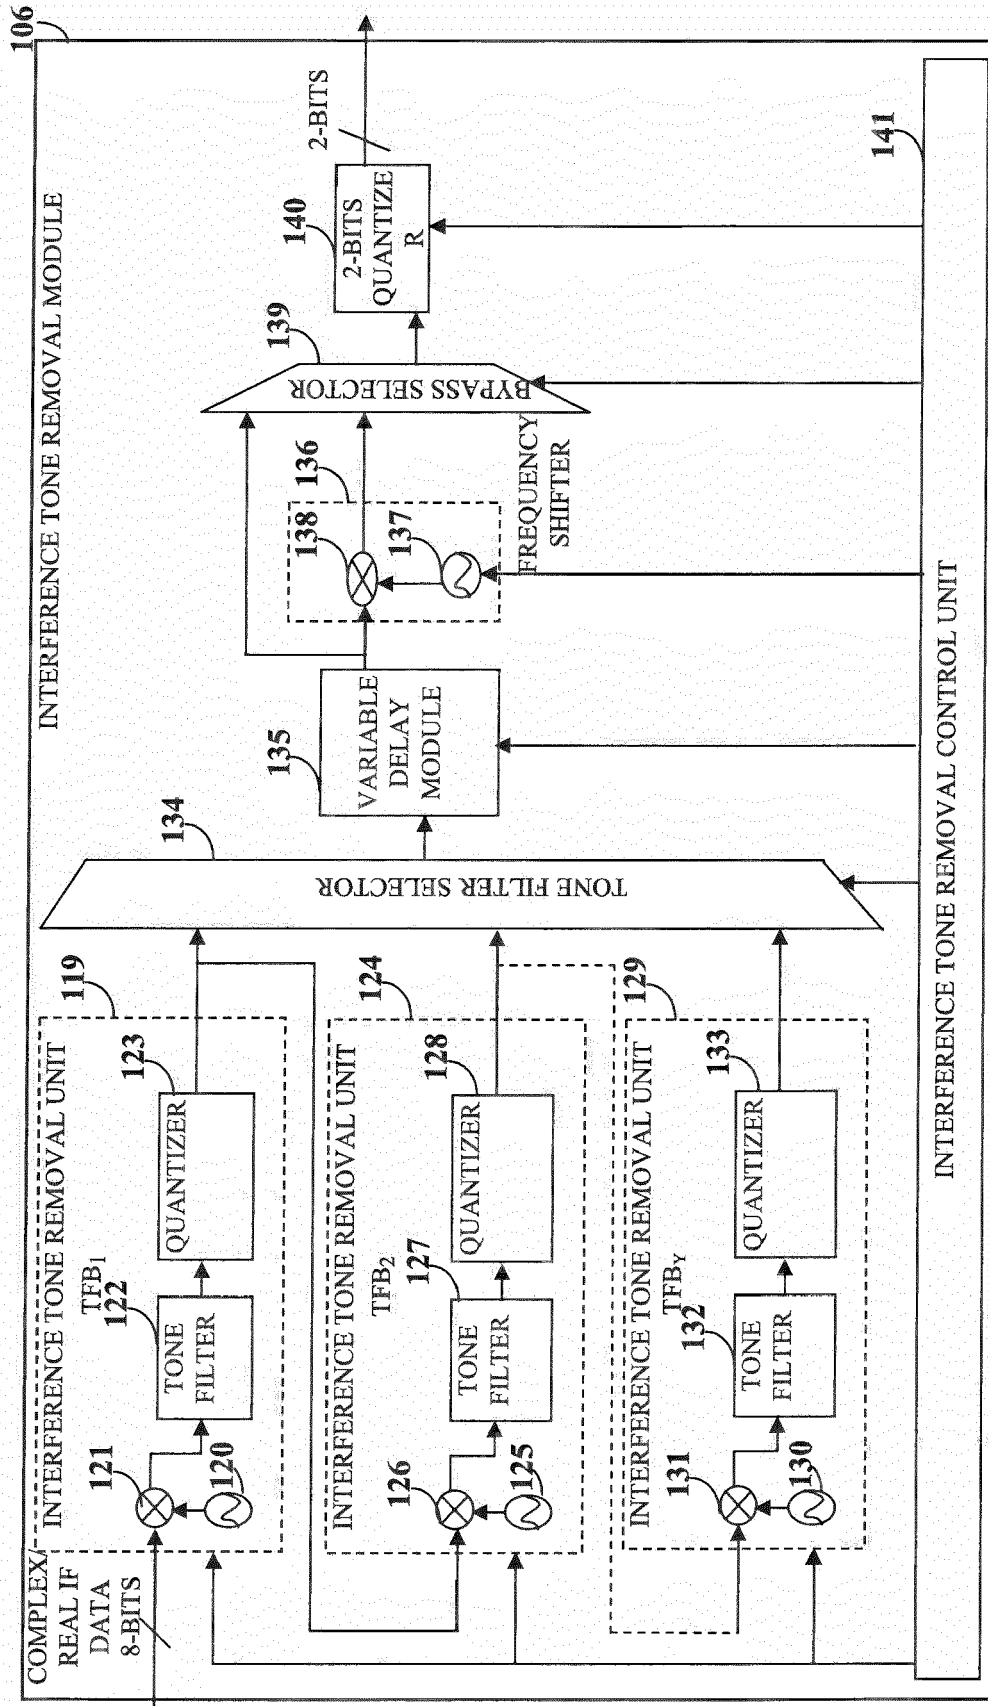 106
INTERFERENCE TONE REMOVAL MODULE
COMPLEX/
REAL IF
DATA
8-BITS
INTERFERENCE TONE REMOVAL UNIT
119
121
120
TFB1
122
TONE
FILTER
123
QUANTIZER
INTERFERENCE TONE REMOVAL UNIT
124
126
125
TFB2
127
TONE
FILTER
128
QUANTIZER
INTERFERENCE TONE REMOVAL UNIT
129
131
130
TFBY
132
TONE
FILTER
133
QUANTIZER
134
TONE FILTER SELECTOR
135
VARIABLE
DELAY
MODULE
136
138
137
FREQUENCY
SHIFTER
139
BYPASS SELECTOR
140
2-BITS
QUANTIZE
R
2-BITS
141
INTERFERENCE TONE REMOVAL CONTROL UNIT